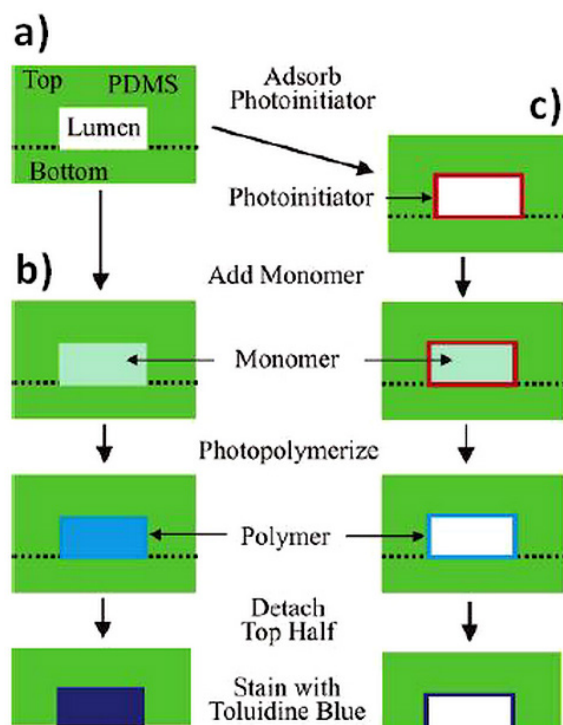 a)
Top PDMS
Lumen
Bottom
Adsorb
Photoinitiator
c)
Photoinitiator
b)
Add Monomer
Monomer
Photopolymerize
Polymer
Detach
Top Half
Stain with
Toluidine Blue